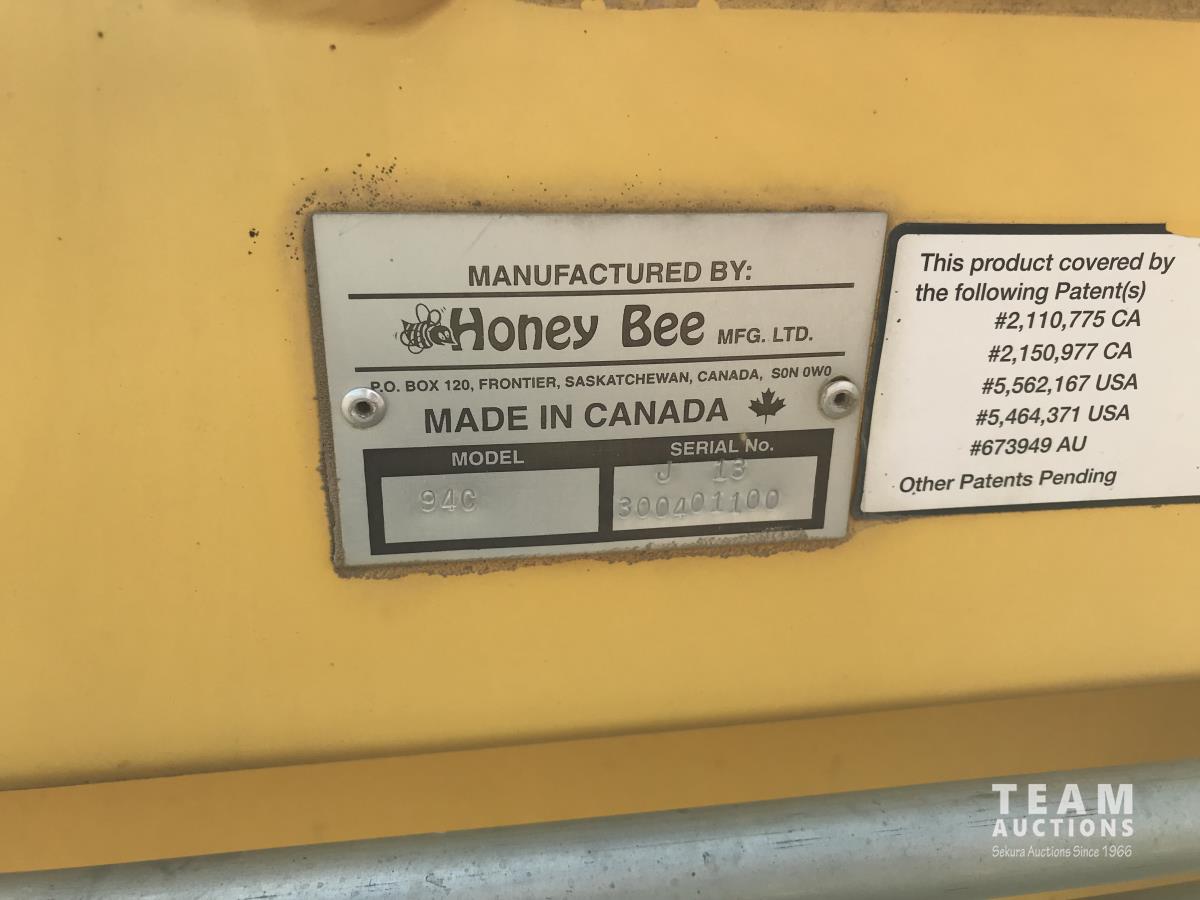 MANUFACTURED BY:
Honey Bee MFG. LTD.
P.O. BOX 120, FRONTIER, SASKATCHEWAN, CANADA, S0N 0W0
MADE IN CANADA
MODEL
94C
SERIAL No.
J 13
300401100
This product covered by
the following Patent(s)
#2,110,775 CA
#2,150,977 CA
#5,562,167 USA
#5,464,371 USA
#673949 AU
Other Patents Pending
TEAM
AUCTIONS
Sekura Auctions Since 1966